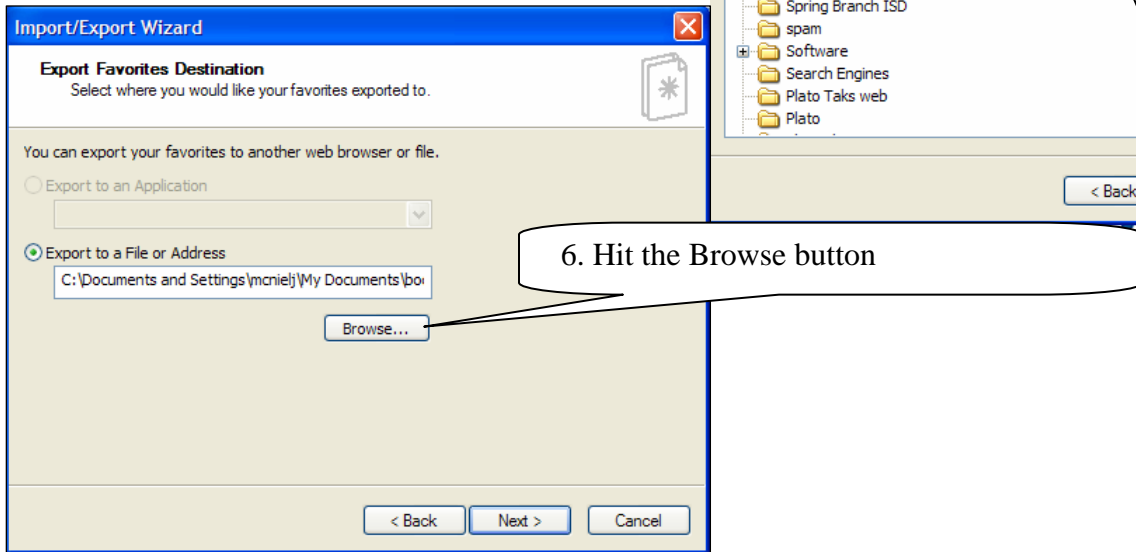 Import/Export Wizard
Export Favorites Destination
Select where you would like your favorites exported to.
You can export your favorites to another web browser or file.
Export to an Application
Export to a File or Address
C:\Documents and Settings\mcnielj\My Documents\boo
Browse...
< Back
Next >
Cancel
Spring Branch ISD
spam
Software
Search Engines
Plato Taks web
Plato
< Back
6. Hit the Browse button